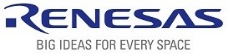 RENESAS
BIG IDEAS FOR EVERY SPACE